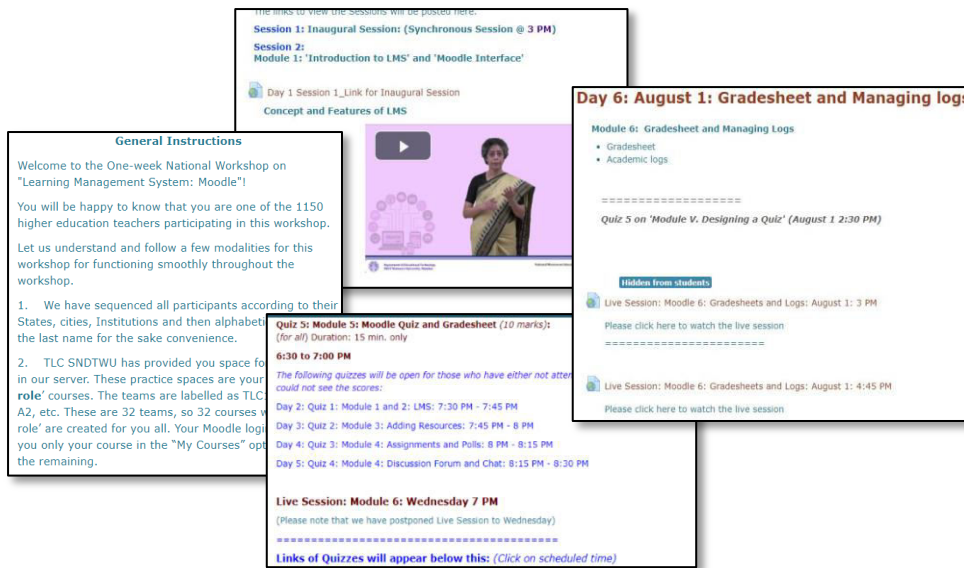 The links to view the Sessions will be posted here.
Session 1: Inaugural Session: (Synchronous Session @ 3 PM)
Session 2:
Module 1: 'Introduction to LMS' and 'Moodle Interface'
Day 1 Session 1_Link for Inaugural Session
Concept and Features of LMS
General Instructions
Welcome to the One-week National Workshop on
"Learning Management System: Moodle"!
You will be happy to know that you are one of the 1150
higher education teachers participating in this workshop.
Let us understand and follow a few modalities for this
workshop for functioning smoothly throughout the
workshop.
1. We have sequenced all participants according to their
States, cities, Institutions and then
the last name for the sake convenience.
2. TLC SNDTWU has provided you space
in our server. These practice spaces are your
role' courses. The teams are labelled as
A2, etc. These are 32 teams, so 32 courses
role' are created for you all. Your Moodle
you only your course in the "My Courses"
the remaining.
Day 6: August 1: Gradesheet and Managing logs
Module 6: Gradesheet and Managing Logs
• Gradesheet
• Academic logs
===================
Quiz 5 on 'Module V. Designing a Quiz' (August 1 2:30 PM)
Hidden from students
Live Session: Moodle 6: Gradesheets and Logs: August 1: 3 PM
Please click here to watch the live session
=======================
Live Session: Moodle 6: Gradesheets and Logs: August 1: 4:45 PM
Please click here to watch the live session
Quiz 5: Module 5: Moodle Quiz and Gradesheet (10 marks):
(for all) Duration: 15 min. only
6:30 to 7:00 PM
The following quizzes will be open for those who have either not
could not see the scores:
Day 2: Quiz 1: Module 1 and 2: LMS: 7:30 PM - 7:45 PM
Day 3: Quiz 2: Module 3: Adding Resources: 7:45 PM - 8 PM
Day 4: Quiz 3: Module 4: Assignments and Polls: 8 PM - 8:15 PM
Day 5: Quiz 4: Module 4: Discussion Forum and Chat: 8:15 PM - 8:30 PM
Live Session: Module 6: Wednesday 7 PM
(Please note that we have postponed Live Session to Wednesday)
=========================================
Links of Quizzes will appear below this: (Click on scheduled time)